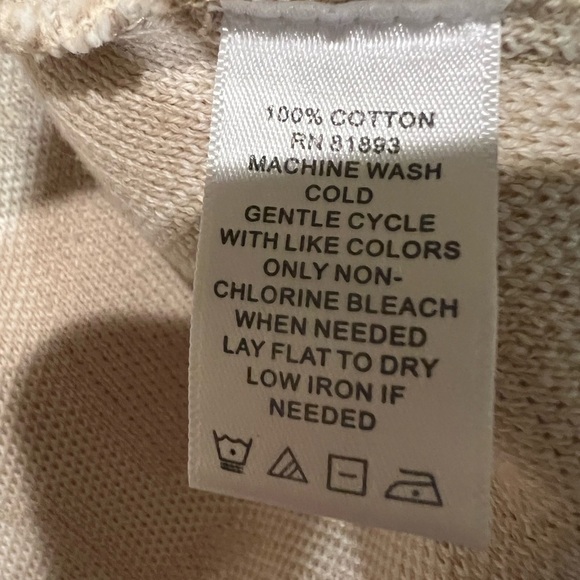 100% COTTON
RN 81893
MACHINE WASH
COLD
GENTLE CYCLE
WITH LIKE COLORS
ONLY NON-
CHLORINE BLEACH
WHEN NEEDED
LAY FLAT TO DRY
LOW IRON IF
NEEDED